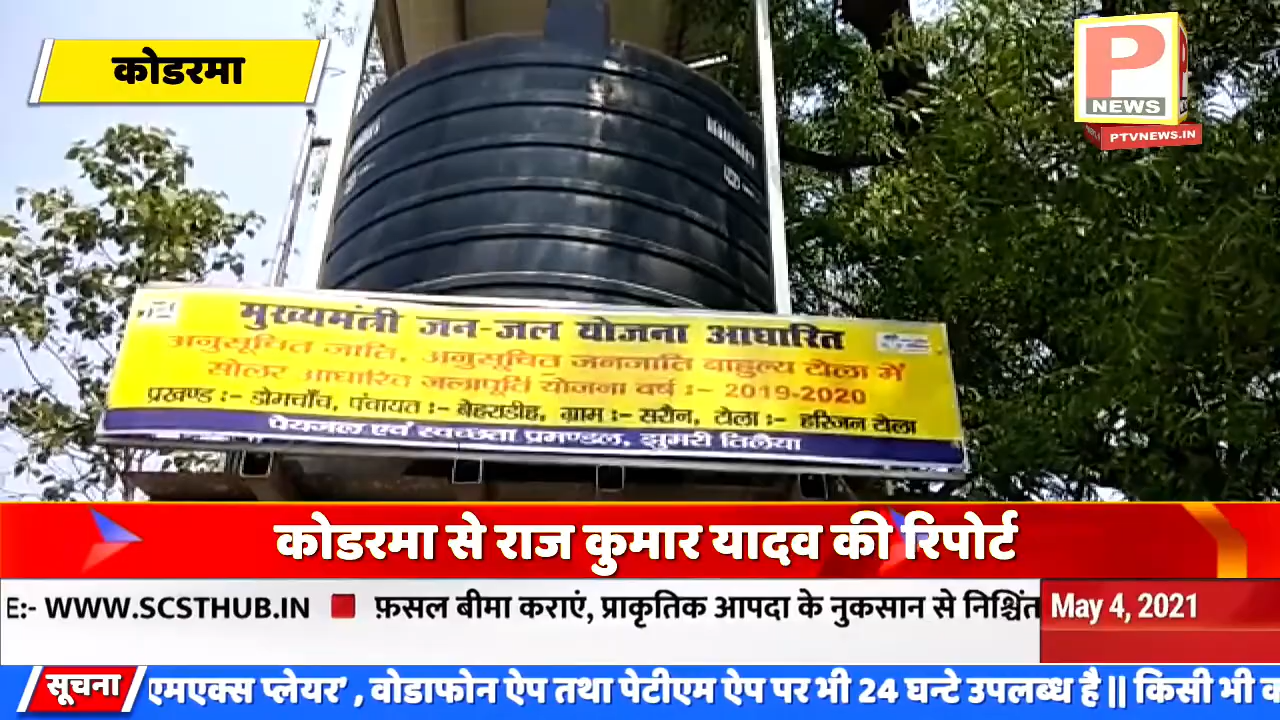 कोडरमा
P
NEWS
PTVNEWS.IN
मुख्यमंत्री जन-जल योजना आधारित
अनुसूचित जाति, अनुसूचित जनजाति बाहुल्य टोला में
सोलर आधारित जलापूर्ति योजना वर्ष :- 2019-2020
प्रखण्ड :- डोमचाँच, पंचायत :- बेहराडीह, ग्राम :- सरौन, टोला :- हरिजन टोला
पेयजल एवं स्वच्छता प्रमण्डल, झुमरी तिलैया
कोडरमा से राज कुमार यादव की रिपोर्ट
E:- WWW.SCSTHUB.IN फ़सल बीमा कराएं, प्राकृतिक आपदा के नुकसान से निश्चिंत
May 4, 2021
सूचना
एमएक्स प्लेयर' , वोडाफोन ऐप तथा पेटीएम ऐप पर भी 24 घन्टे उपलब्ध है || किसी भी